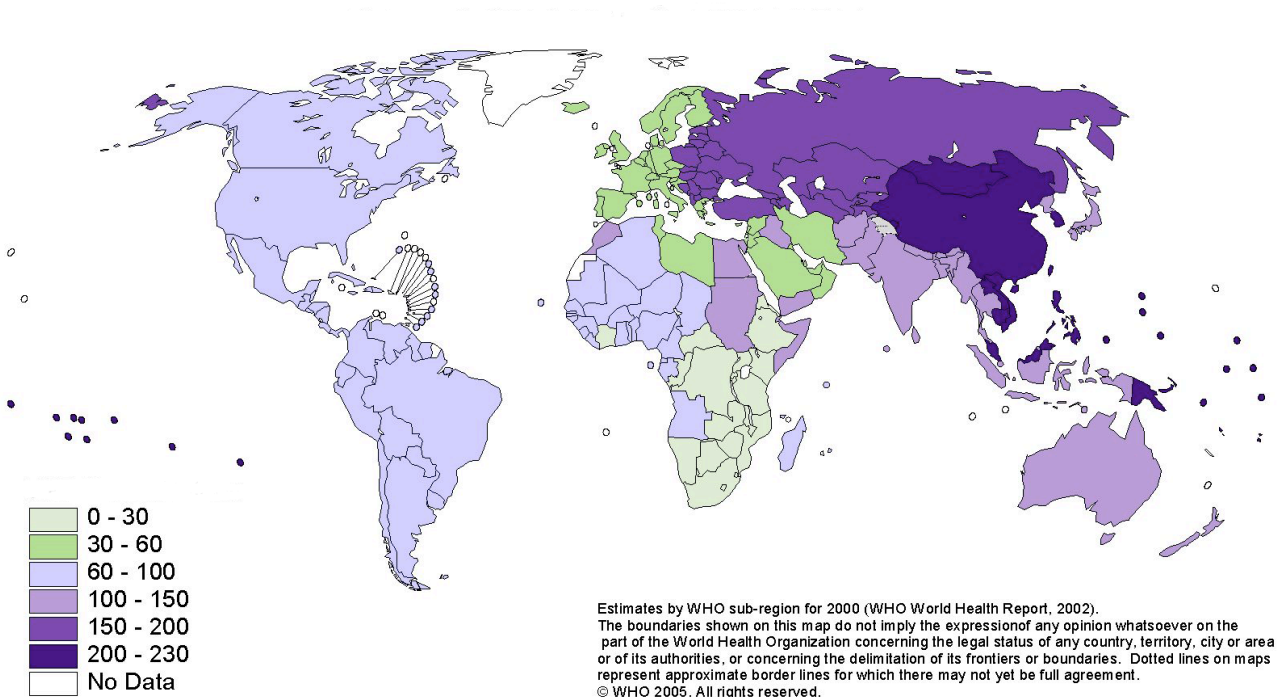 0 - 30
30 - 60
60 - 100
100 - 150
150 - 200
200 - 230
No Data
Estimates by WHO sub-region for 2000 (WHO World Health Report, 2002).
The boundaries shown on this map do not imply the expressionof any opinion whatsoever on the
part of the World Health Organization concerning the legal status of any country, territory, city or area
or of its authorities, or concerning the delimitation of its frontiers or boundaries. Dotted lines on maps
represent approximate border lines for which there may not yet be full agreement.
© WHO 2005. All rights reserved.